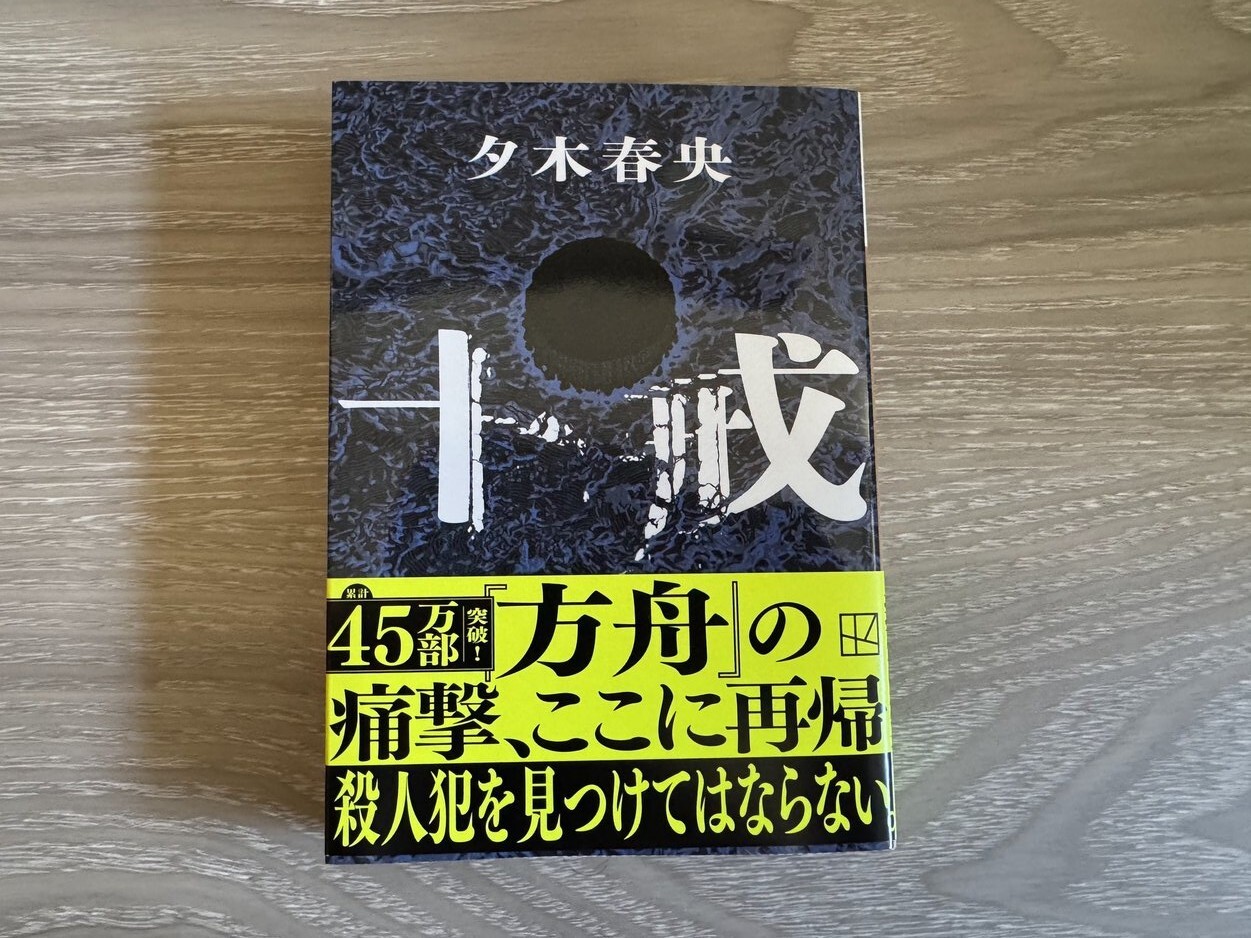 夕木春央
十戒
累計
45万部
突破!
『方舟』の
痛撃、ここに再帰
殺人犯を見つけてはならない。